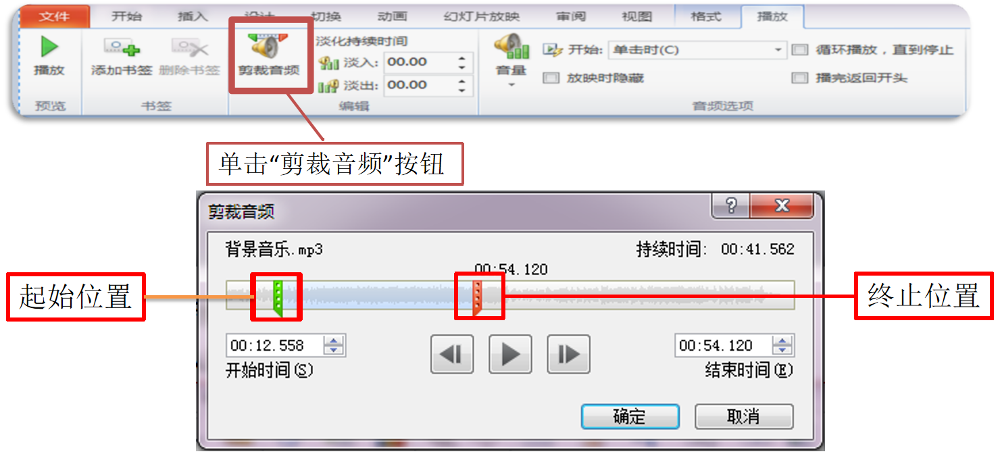 文件 开始 插入 设计 切换 动画 幻灯片放映 审阅 视图 格式 播放
淡化持续时间
播放 添加书签 删除书签 剪裁音频 淡入: 00.00 音量 开始: 单击时(C) 循环播放，直到停止
淡出: 00.00 放映时隐藏 播完返回开头
预览 书签 编辑 音频选项
单击“剪裁音频”按钮
剪裁音频
背景音乐.mp3 持续时间: 00:41.562
00:54.120
起始位置 终止位置
00:12.558 00:54.120
开始时间(S) 结束时间(E)
确定 取消